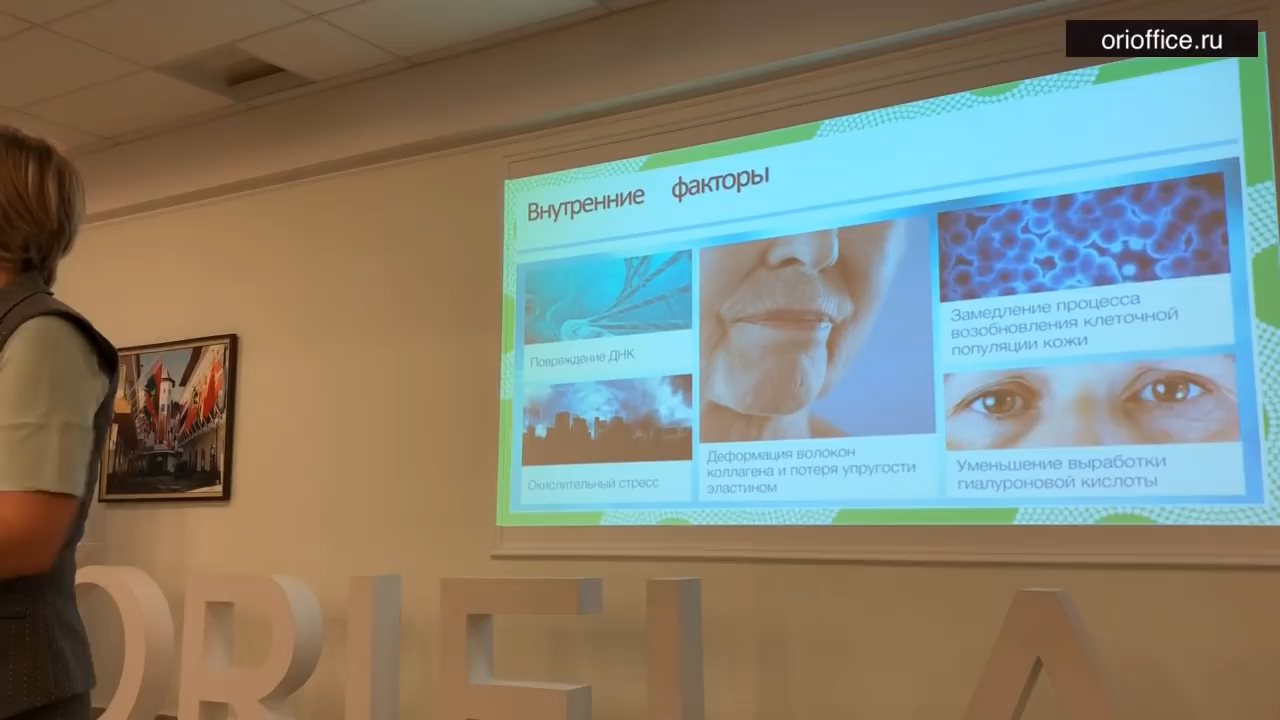 orioffice.ru
Внутренние факторы
Повреждение ДНК
Окислительный стресс
Деформация волокон
коллагена и потеря упругости
эластином
Замедление процесса
возобновления клеточной
популяции кожи
Уменьшение выработки
гиалуроновой кислоты
ORIFLA